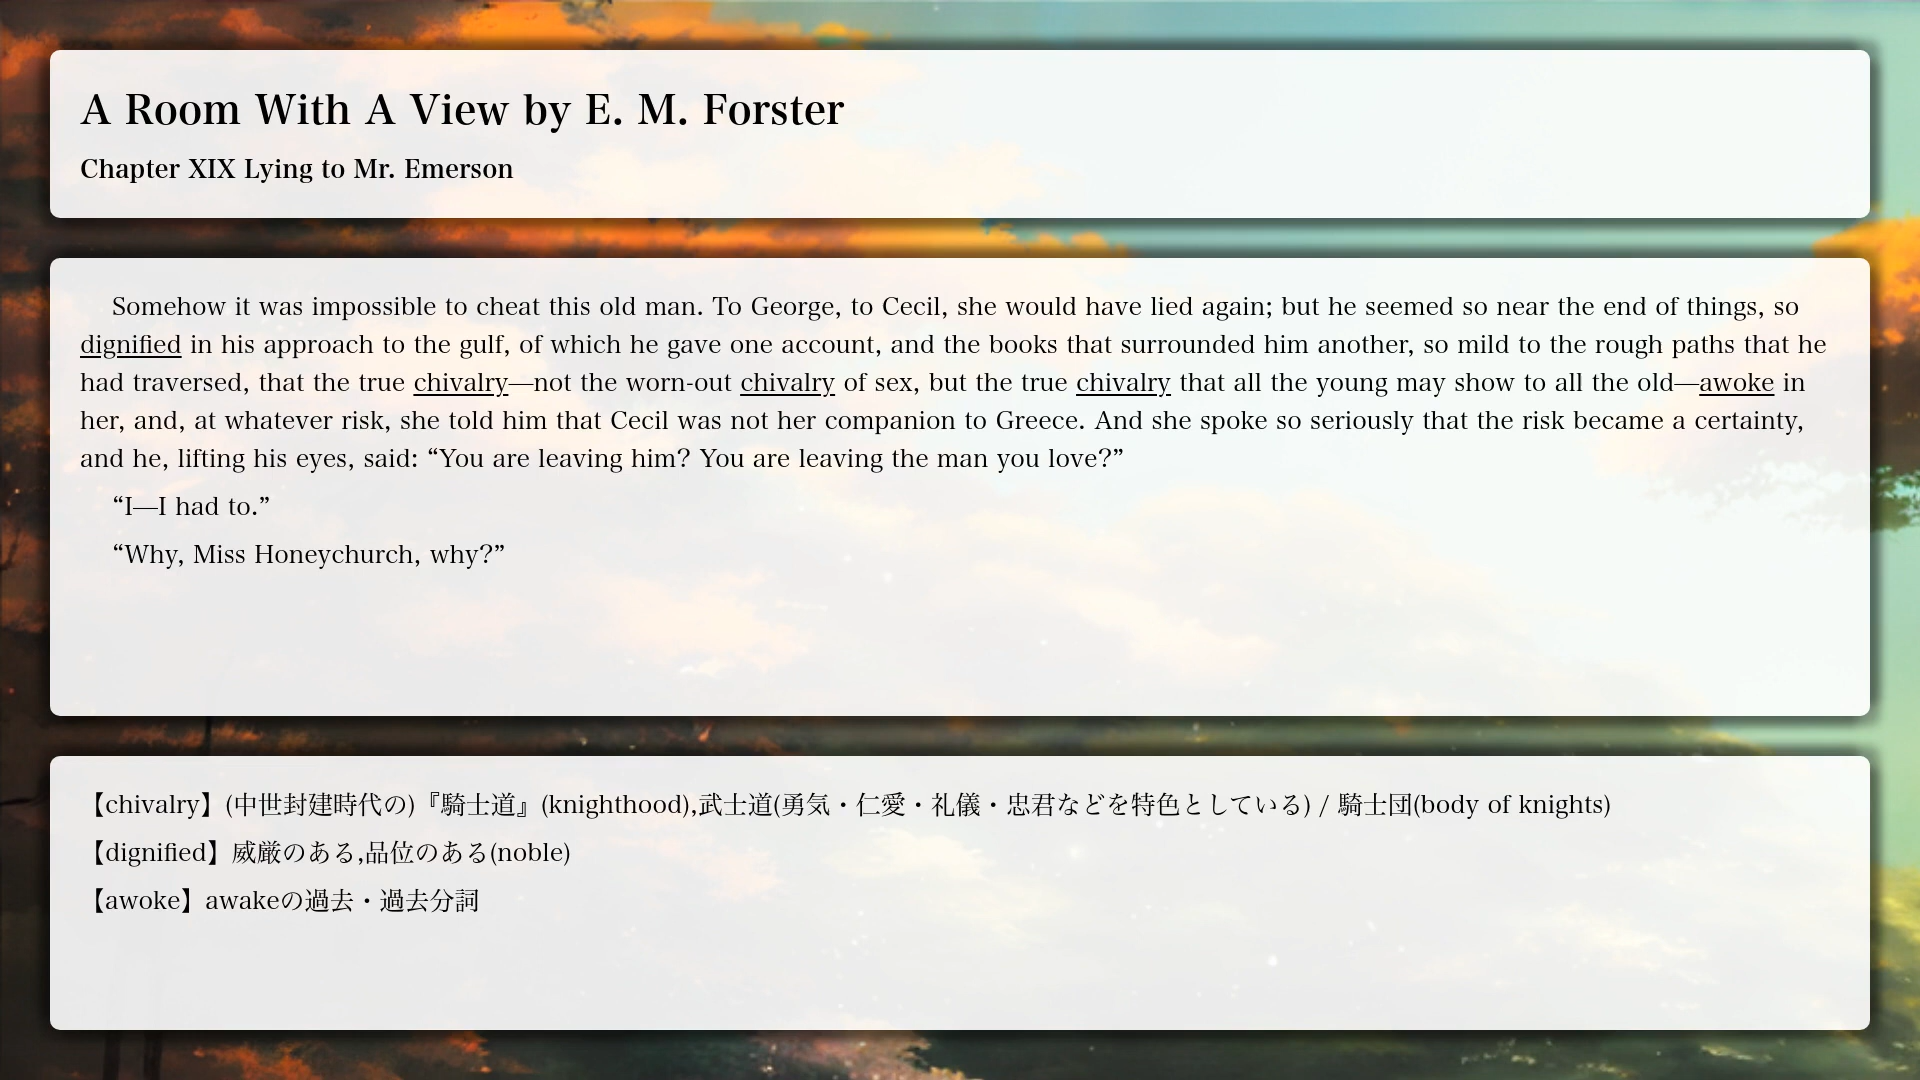 A Room With A View by E. M. Forster
Chapter XIX Lying to Mr. Emerson
Somehow it was impossible to cheat this old man. To George, to Cecil, she would have lied again; but he seemed so near the end of things, so
dignified in his approach to the gulf, of which he gave one account, and the books that surrounded him another, so mild to the rough paths that he
had traversed, that the true chivalry—not the worn-out chivalry of sex, but the true chivalry that all the young may show to all the old—awoke in
her, and, at whatever risk, she told him that Cecil was not her companion to Greece. And she spoke so seriously that the risk became a certainty,
and he, lifting his eyes, said: “You are leaving him? You are leaving the man you love?”
“I—I had to.”
“Why, Miss Honeychurch, why?”
【chivalry】(中世封建時代の)『騎士道』(knighthood),武士道(勇気・仁愛・礼儀・忠君などを特色としている) / 騎士団(body of knights)
【dignified】威厳のある,品位のある(noble)
【awoke】awakeの過去・過去分詞